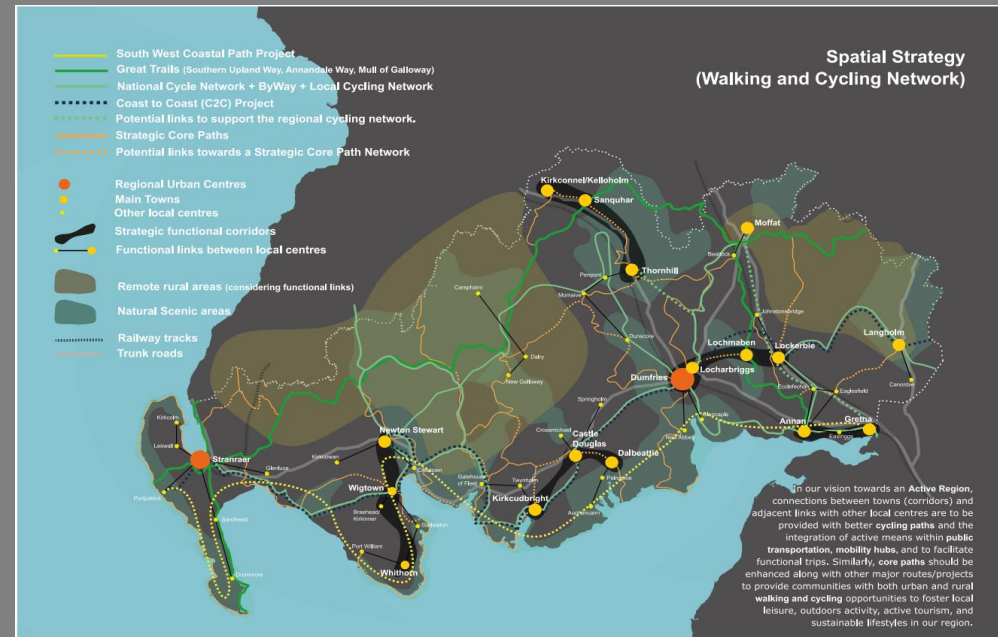 South West Coastal Path Project
Great Trails (Southern Upland Way, Annandale Way, Mull of Galloway)
National Cycle Network + ByWay + Local Cycling Network
Coast to Coast (C2C) Project
Potential links to support the regional cycling network.
Strategic Core Paths
Potential links towards a Strategic Core Path Network
Regional Urban Centres
Main Towns
Other local centres
Strategic functional corridors
Functional links between local centres
Remote rural areas (considering functional links)
Natural Scenic areas
Railway tracks
Trunk roads
Spatial Strategy
(Walking and Cycling Network)
Kirkconnel/Kelloholm
Sanquhar
Moffat
Beattock
Thornhill
Penpont
Moniaive
Carsphairn
Johnstonebridge
Langholm
Dunscore
Lochmaben
Lockerbie
Dalry
New Galloway
Dumfries
Locharbriggs
Canonbie
Ecclefechan
Eaglesfield
Springholm
Kirkcolm
Leswalt
Stranraer
Crossmichael
Castle
Douglas
Glencaple
New Abbey
Annan
Gretna
Eastriggs
Newton Stewart
Kirkcowan
Glenluce
Creetown
Gatehouse
of Fleet
Twynholm
Dalbeattie
Palnackie
Portpatrick
Wigtown
Kirkcudbright
Auchencairn
Sandhead
Braehead/
Kirkinner
Garlieston
Port William
Whithorn
Drummore
In our vision towards an Active Region,
connections between towns (corridors) and
adjacent links with other local centres are to be
provided with better cycling paths and the
integration of active means within public
transportation, mobility hubs, and to facilitate
functional trips. Similarly, core paths should be
enhanced along with other major routes/projects
to provide communities with both urban and rural
walking and cycling opportunities to foster local
leisure, outdoors activity, active tourism, and
sustainable lifestyles in our region.